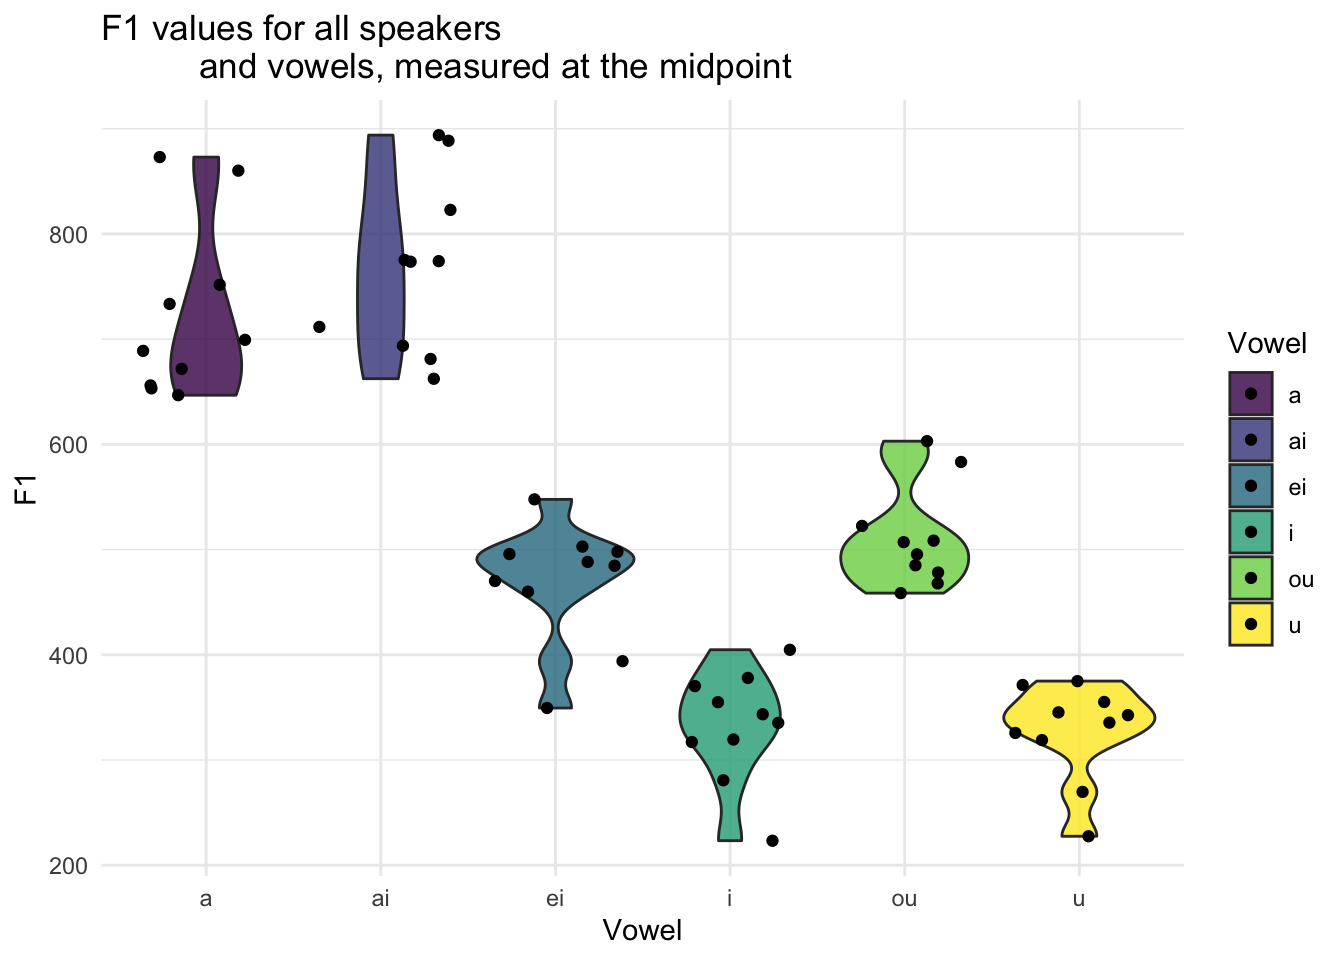 F1 values for all speakers
and vowels, measured at the midpoint
800
600
400
200
F1
a
ai
ei
i
ou
u
Vowel
Vowel
a
ai
ei
i
ou
u